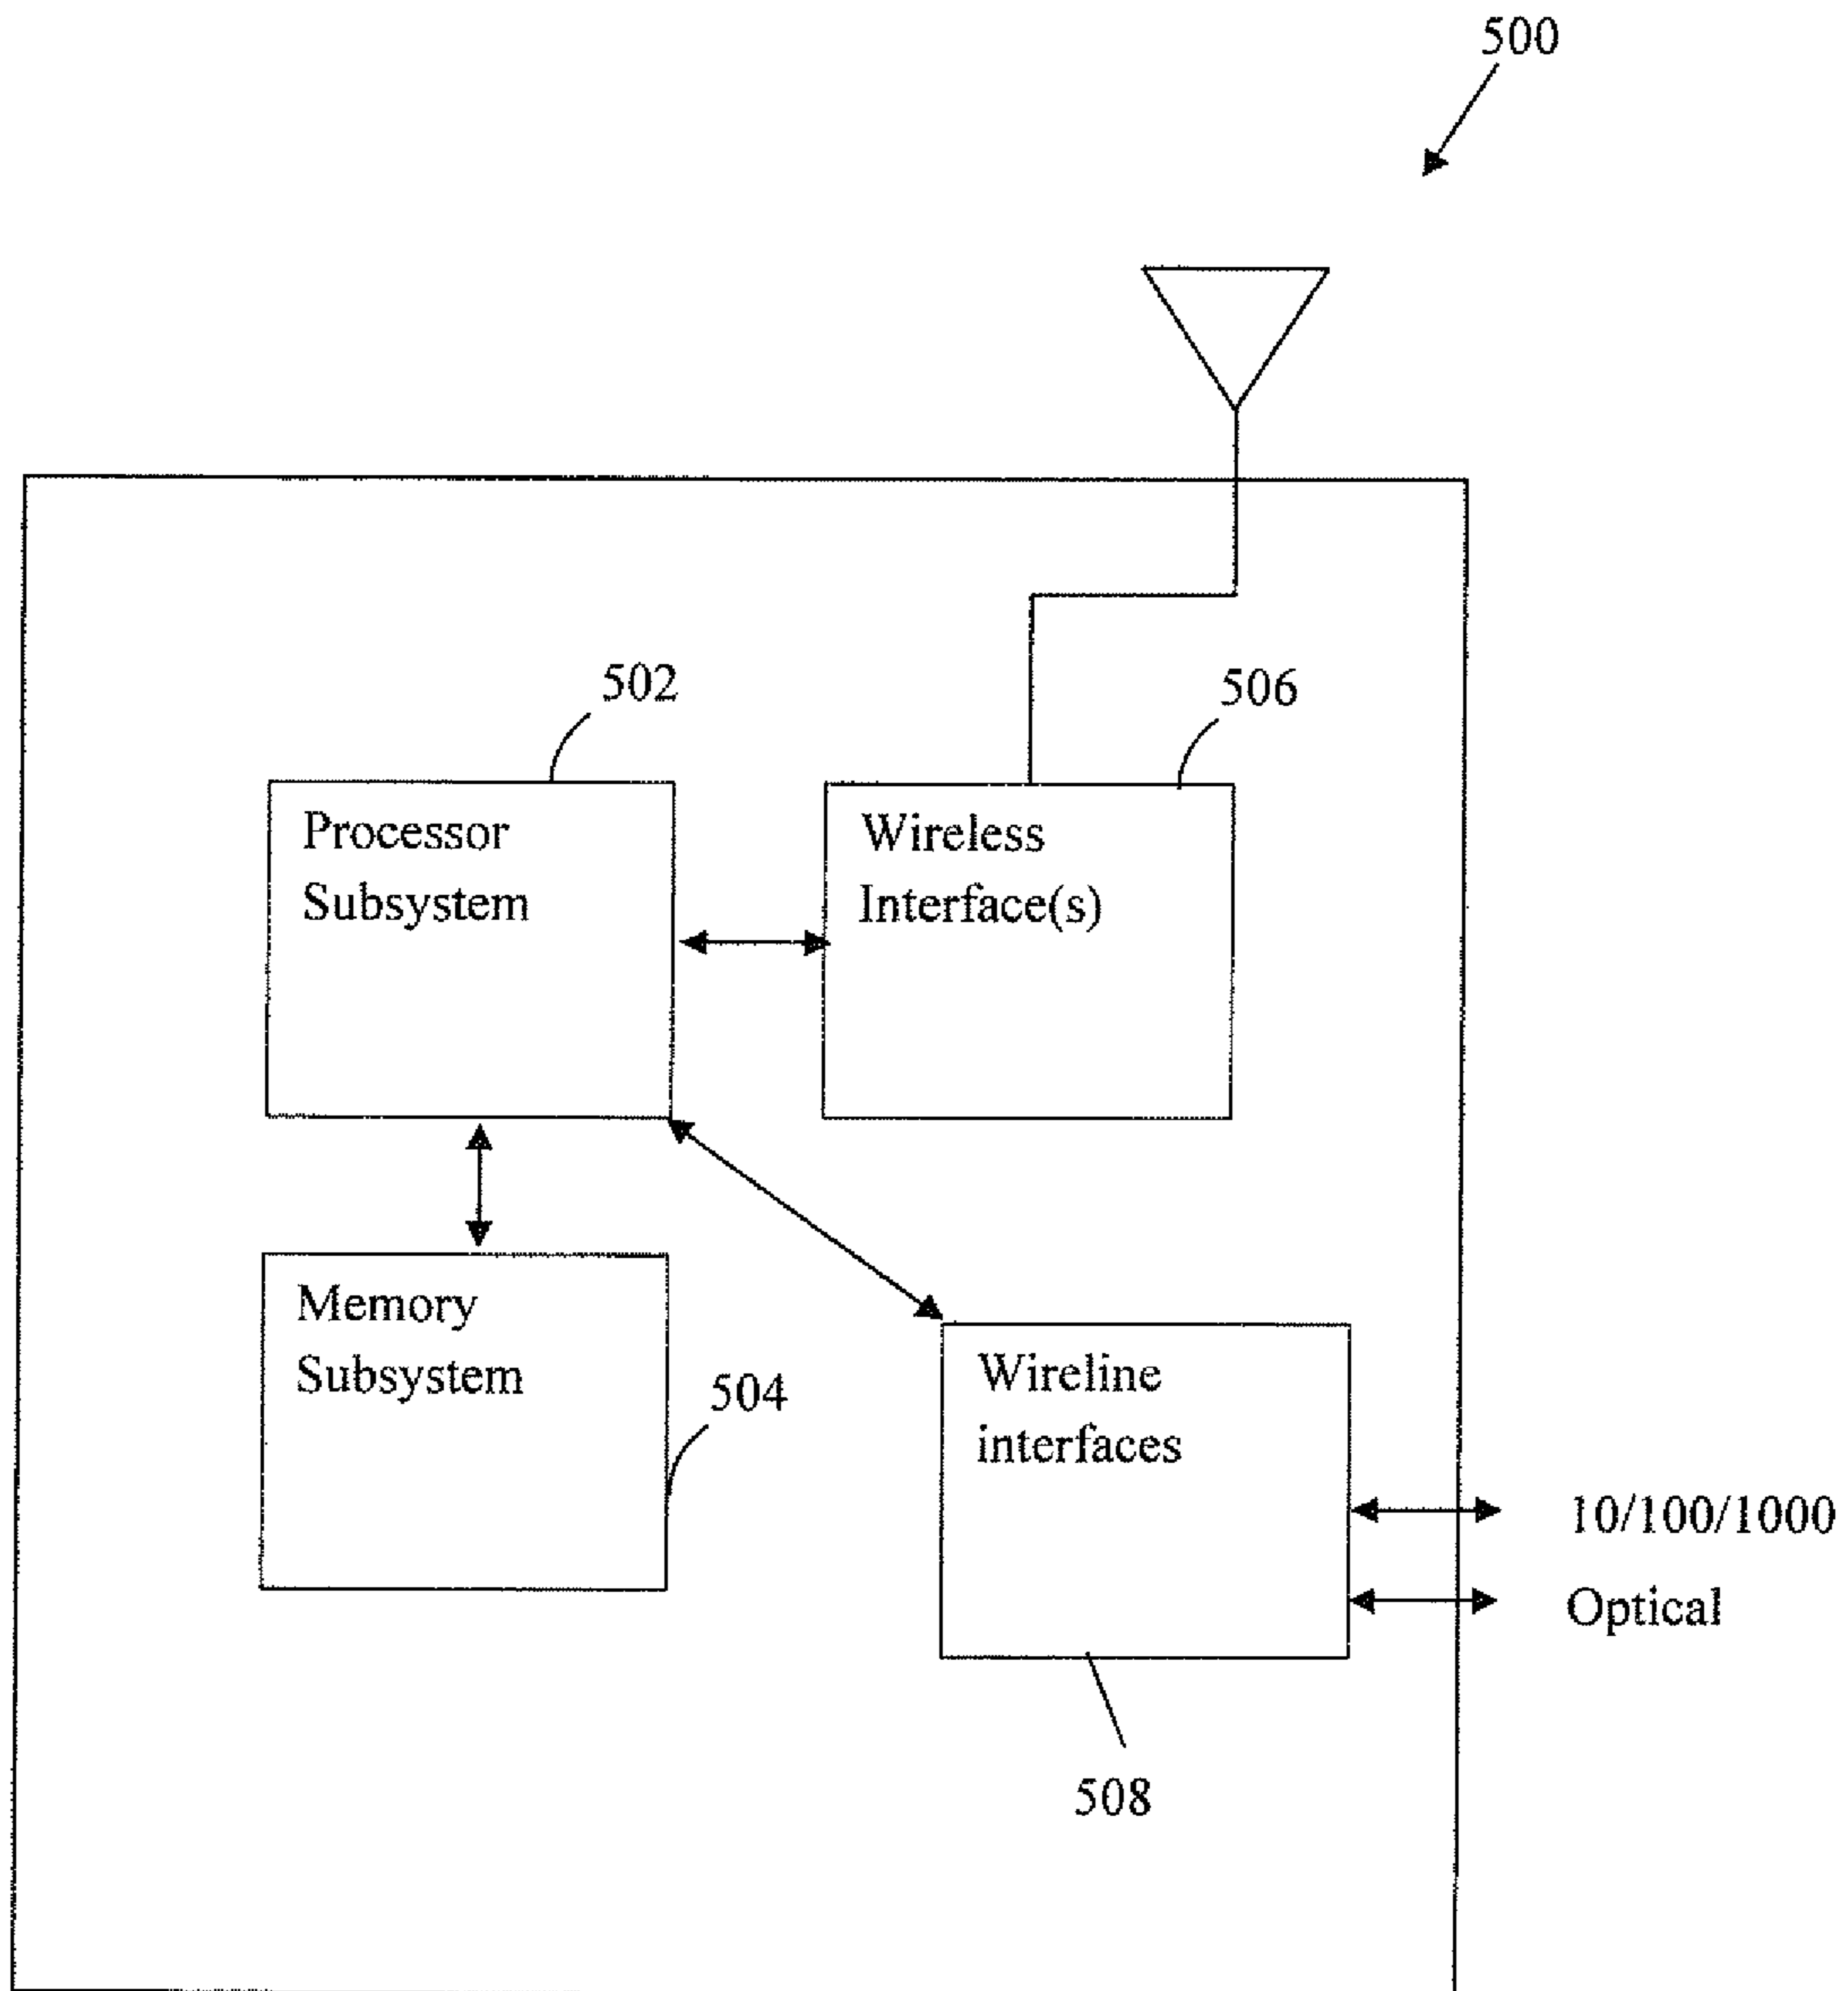 500
502
506
Processor
Subsystem
Wireless
Interface(s)
Memory
Subsystem
504
Wireline
interfaces
10/100/1000
Optical
508